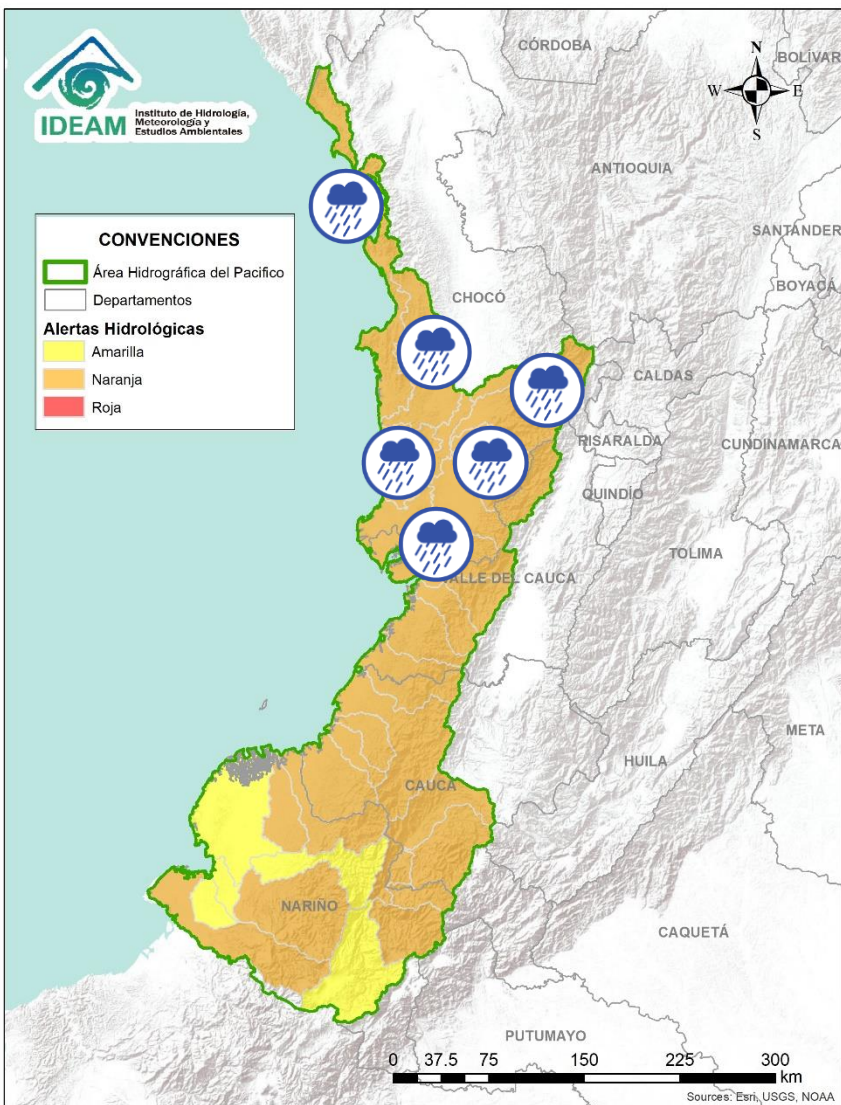 IDEAM
Instituto de Hidrología,
Meteorología y
Estudios Ambientales
CÓRDOBA
BOLÍVAR
N
W
E
S
ANTIOQUIA
SANTÁNDER
BOYACÁ
CONVENCIONES
Área Hidrográfica del Pacifico
Departamentos
Alertas Hidrológicas
Amarilla
Naranja
Roja
CHOCÓ
CALDAS
RISARALDA
CUNDINAMARCA
QUINDÍO
TOLIMA
VALLE DEL CAUCA
META
HUILA
CAUCA
NARIÑO
CAQUETÁ
PUTUMAYO
0 37.5 75 150 225 300
km
Sources: Esri, USGS, NOAA